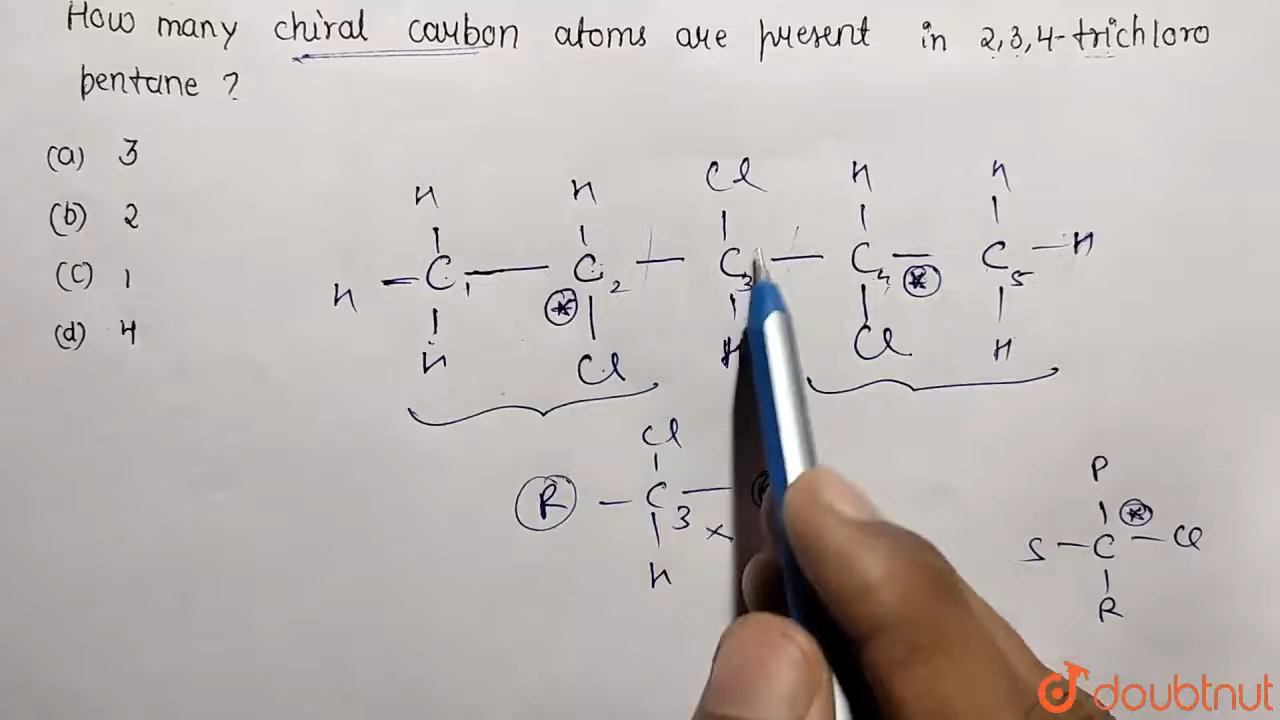 How many chiral carbon atoms are present in 2,3,4-trichloro
pentane ?
(a) 3
(b) 2
(c) 1
(d) 4
Cl
H H H H
H - C1 — C2 — C3 — C4 — C5 — H
* *
H Cl H Cl H
Cl
R — C3 —
x
H
P
*
S — C — Cl
R
doubtnut